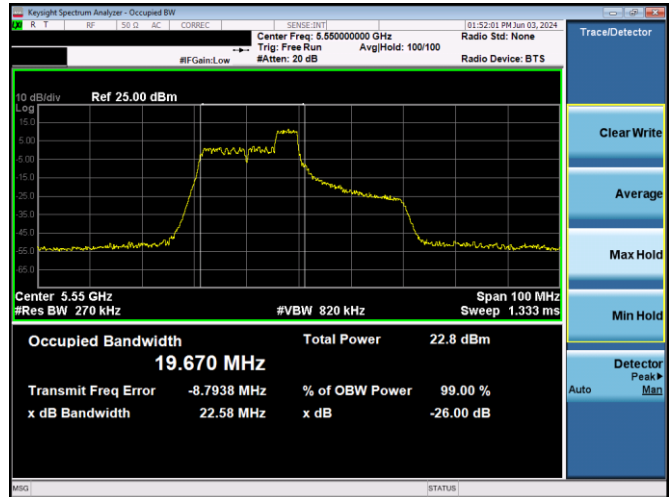 Keysight Spectrum Analyzer - Occupied BW
LXI R T RF 50 Ω AC CORREC SENSE:INT 01:52:01 PM Jun 03, 2024
Center Freq: 5.550000000 GHz Radio Std: None
Trig: Free Run Avg|Hold: 100/100
#IFGain:Low #Atten: 20 dB Radio Device: BTS
10 dB/div Ref 25.00 dBm
Log
15.0
5.00
-5.00
-15.0
-25.0
-35.0
-45.0
-55.0
-65.0
Center 5.55 GHz Span 100 MHz
#Res BW 270 kHz #VBW 820 kHz Sweep 1.333 ms
Occupied Bandwidth Total Power 22.8 dBm
19.670 MHz
Transmit Freq Error -8.7938 MHz % of OBW Power 99.00 %
x dB Bandwidth 22.58 MHz x dB -26.00 dB
MSG STATUS
Trace/Detector
Clear Write
Average
Max Hold
Min Hold
Detector
Peak▶
Auto Man